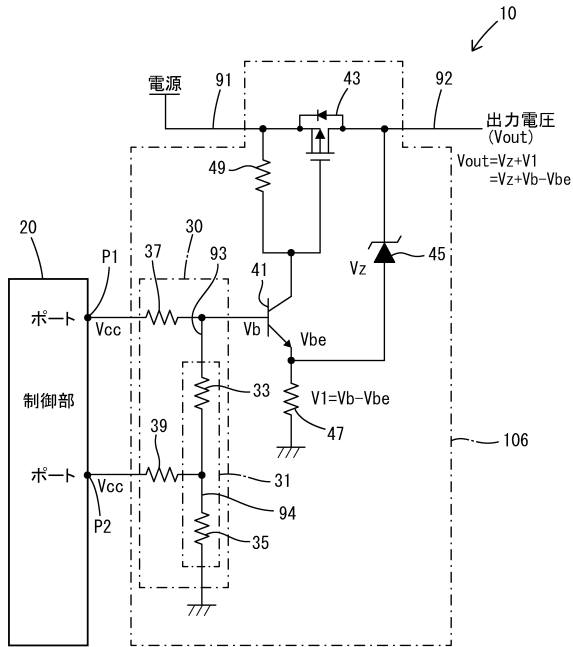 10
電源
91
43
92
出力電圧
(Vout)
Vout=Vz+V1
=Vz+Vb-Vbe
49
20
30
P1
37
93
41
Vz
45
ポート
Vcc
Vb
Vbe
33
V1=Vb-Vbe
制御部
39
47
106
ポート
Vcc
31
P2
94
35